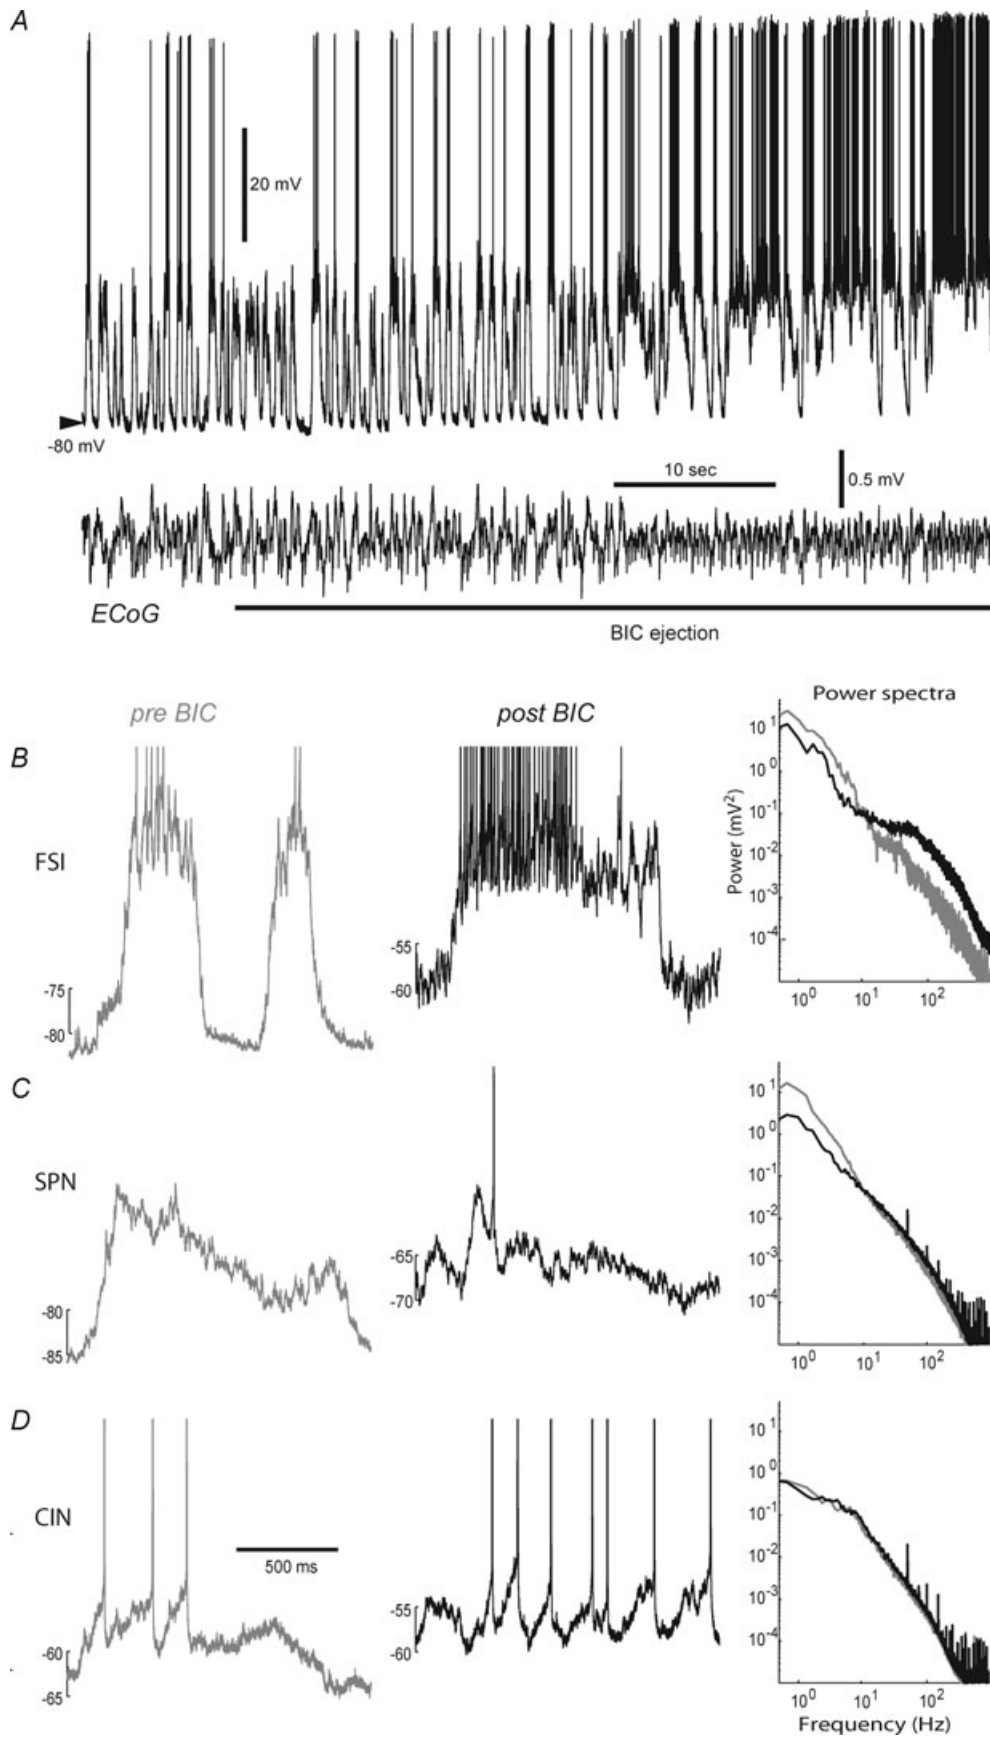 A
20 mV
-80 mV
10 sec
0.5 mV
ECoG
BIC ejection
pre BIC
post BIC
Power spectra
B
FSI
-75
-80
-55
-60
Power (mV²)
10¹
10⁰
10⁻¹
10⁻²
10⁻³
10⁻⁴
10⁰ 10¹ 10²
C
SPN
-80
-85
-65
-70
10¹
10⁰
10⁻¹
10⁻²
10⁻³
10⁻⁴
10⁰ 10¹ 10²
D
CIN
500 ms
-60
-65
-55
-60
10¹
10⁰
10⁻¹
10⁻²
10⁻³
10⁻⁴
10⁰ 10¹ 10²
Frequency (Hz)